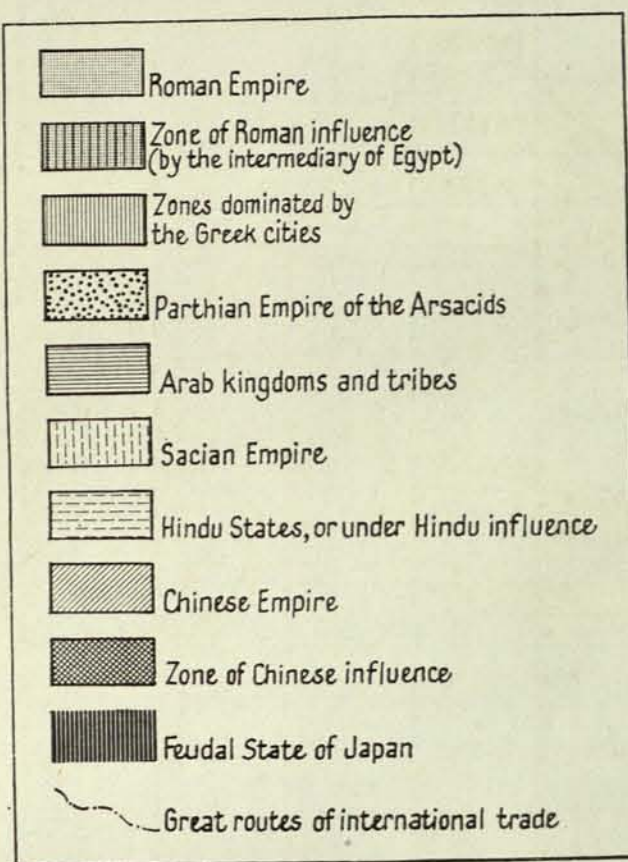 Roman Empire
Zone of Roman influence
(by the intermediary of Egypt)
Zones dominated by
the Greek cities
Parthian Empire of the Arsacids
Arab kingdoms and tribes
Sacian Empire
Hindu States, or under Hindu influence
Chinese Empire
Zone of Chinese influence
Feudal State of Japan
Great routes of international trade